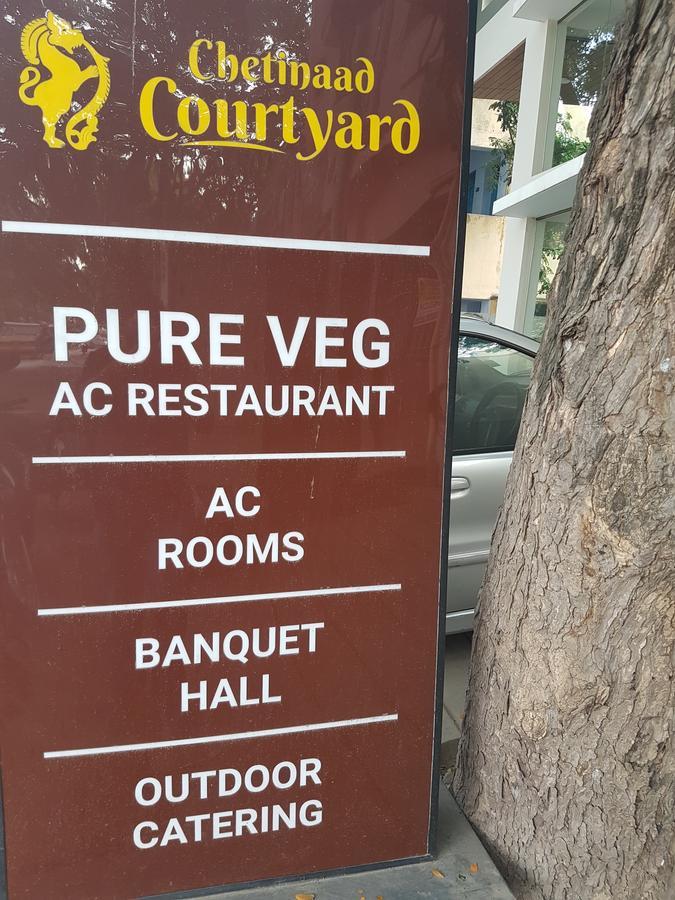 Chetinaad
Courtyard
PURE VEG
AC RESTAURANT
AC
ROOMS
BANQUET
HALL
OUTDOOR
CATERING